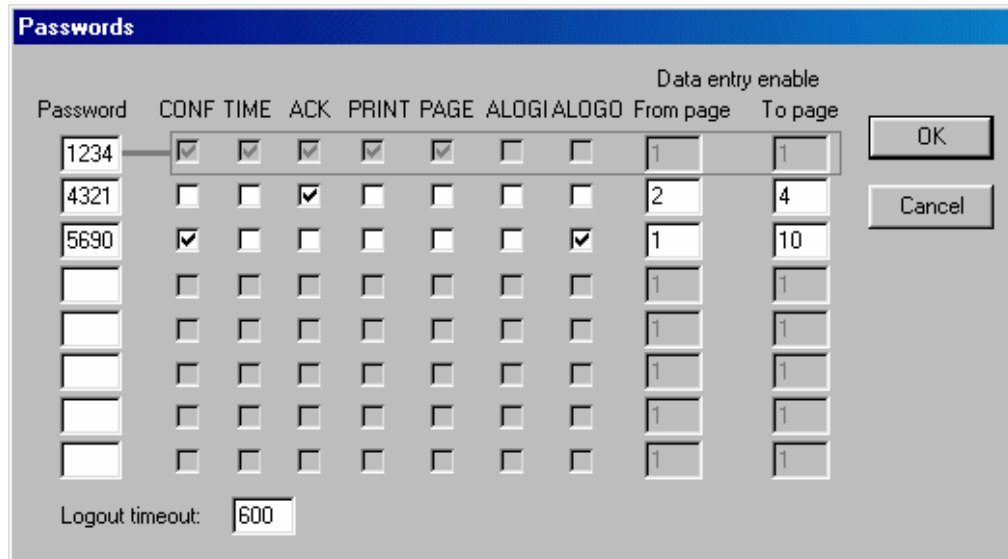 Passwords
Data entry enable
Password CONF TIME ACK PRINT PAGE ALOGI ALOGO From page To page
1234 1 1 OK
4321 2 4 Cancel
5690 1 10
1 1
1 1
1 1
1 1
1 1
Logout timeout: 600